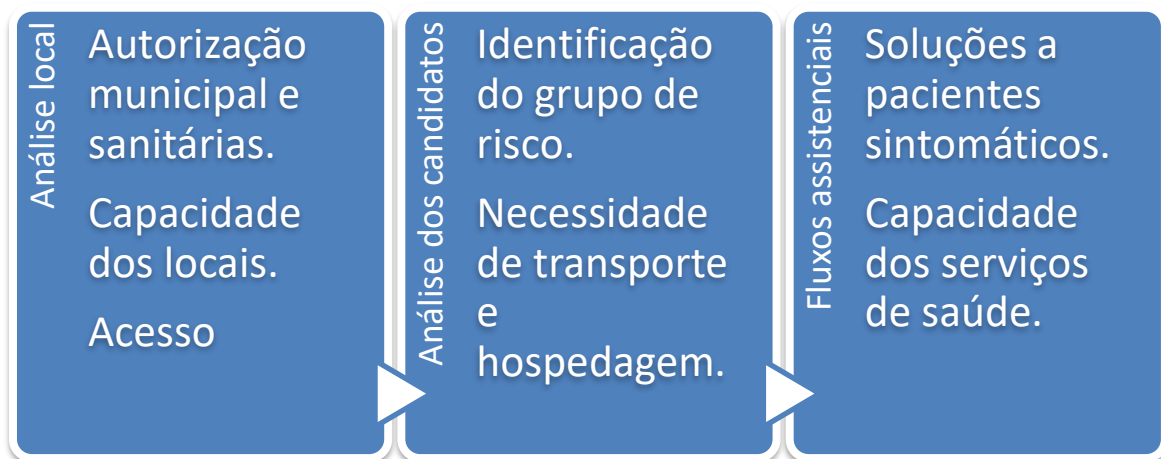 Análise local
Autorização
municipal e
sanitárias.
Capacidade
dos locais.
Acesso
Análise dos candidatos
Identificação
do grupo de
risco.
Necessidade
de transporte
e
hospedagem.
Fluxos assistenciais
Soluções a
pacientes
sintomáticos.
Capacidade
dos serviços
de saúde.